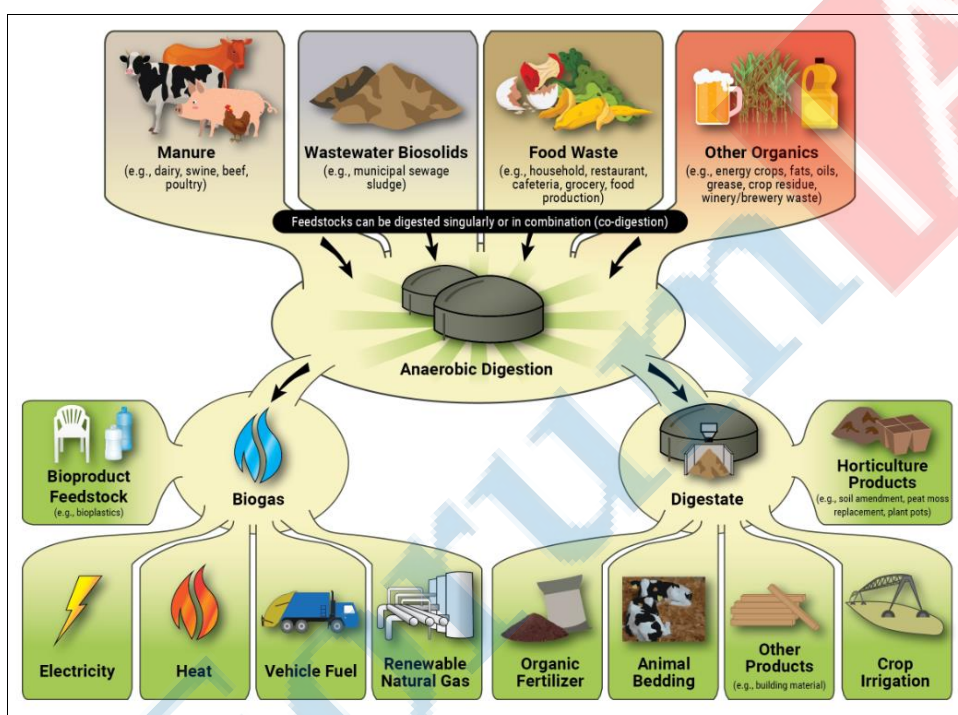 Manure
(e.g., dairy, swine, beef,
poultry)
Wastewater Biosolids
(e.g., municipal sewage
sludge)
Food Waste
(e.g., household, restaurant,
cafeteria, grocery, food
production)
Other Organics
(e.g., energy crops, fats, oils,
grease, crop residue,
winery/brewery waste)
Feedstocks can be digested singularly or in combination (co-digestion)
Anaerobic Digestion
Bioproduct
Feedstock
(e.g., bioplastics)
Biogas
Digestate
Horticulture
Products
(e.g., soil amendment, peat moss
replacement, plant pots)
Electricity
Heat
Vehicle Fuel
Renewable
Natural Gas
Organic
Fertilizer
Animal
Bedding
Other
Products
(e.g., building material)
Crop
Irrigation